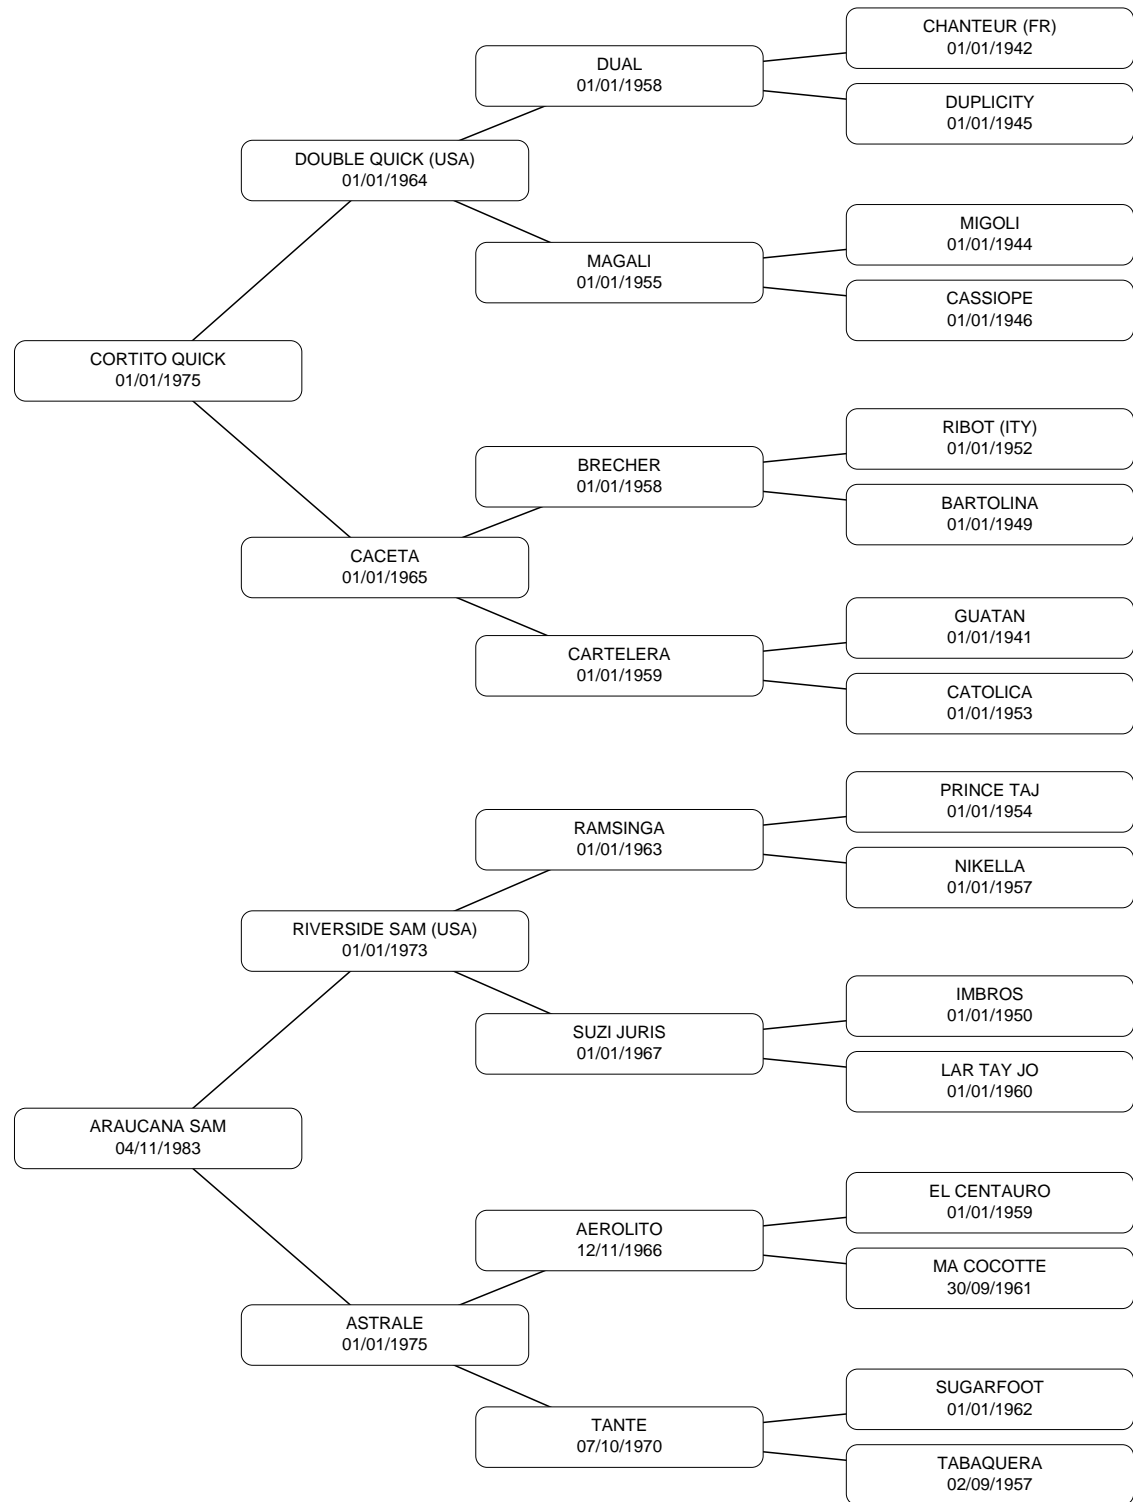 CHANTEUR (FR)
01/01/1942
DUAL
01/01/1958
DUPLICITY
01/01/1945
DOUBLE QUICK (USA)
01/01/1964
MIGOLI
01/01/1944
MAGALI
01/01/1955
CASSIOPE
01/01/1946
CORTITO QUICK
01/01/1975
RIBOT (ITY)
01/01/1952
BRECHER
01/01/1958
BARTOLINA
01/01/1949
CACETA
01/01/1965
GUATAN
01/01/1941
CARTELERA
01/01/1959
CATOLICA
01/01/1953
PRINCE TAJ
01/01/1954
RAMSINGA
01/01/1963
NIKELLA
01/01/1957
RIVERSIDE SAM (USA)
01/01/1973
IMBROS
01/01/1950
SUZI JURIS
01/01/1967
LAR TAY JO
01/01/1960
ARAUCANA SAM
04/11/1983
EL CENTAURO
01/01/1959
AEROLITO
12/11/1966
MA COCOTTE
30/09/1961
ASTRALE
01/01/1975
SUGARFOOT
01/01/1962
TANTE
07/10/1970
TABAQUERA
02/09/1957